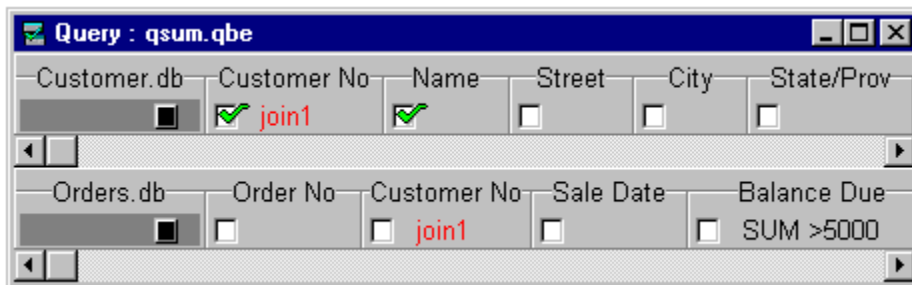 Query : qsum.qbe
Customer.db Customer No Name Street City State/Prov
join1
Orders.db Order No Customer No Sale Date Balance Due
join1 SUM >5000